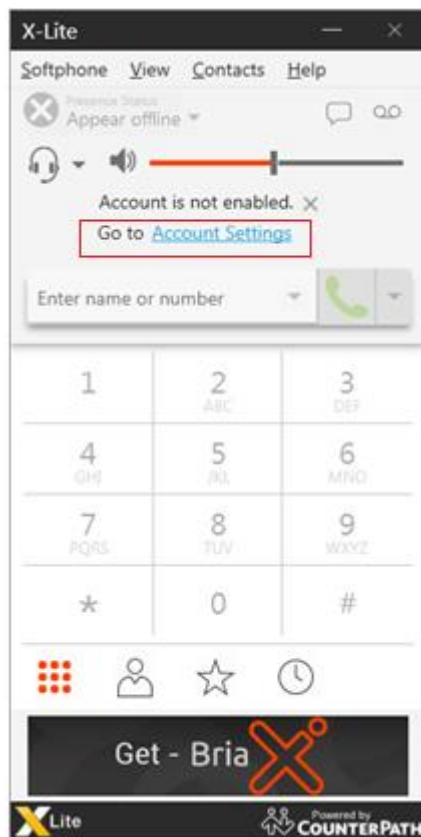 X-Lite
Softphone View Contacts Help
Presence Status
Appear offline
Account is not enabled.
Go to Account Settings
Enter name or number
1 2 3
ABC DEF
4 5 6
GHI JKL MNO
7 8 9
PQRS TUV WXYZ
* 0 #
Get - Bria
X Lite
Powered by
COUNTERPATH